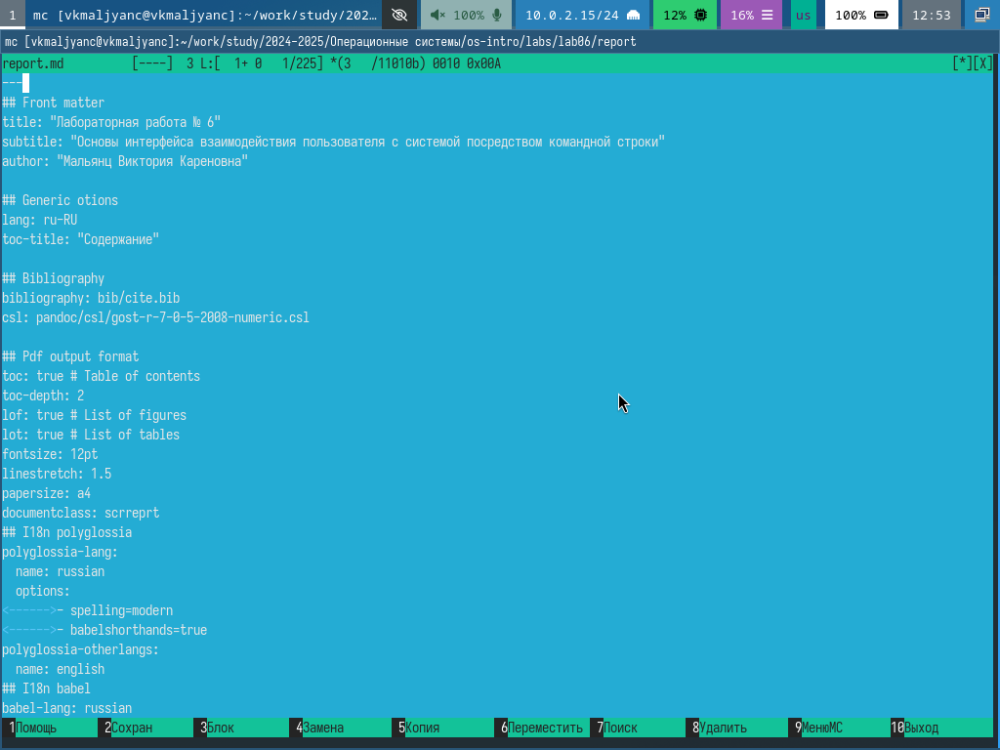 1 mc [vkmaljyanc@vkmaljyanc]:~/work/study/202… 100% 10.0.2.15/24 12% 16% us 100% 12:53
mc [vkmaljyanc@vkmaljyanc]:~/work/study/2024-2025/Операционные системы/os-intro/labs/lab06/report
report.md [----] 3 L:[ 1+ 0 1/225] *(3 /11010b) 0010 0x00A [*][X]
---
## Front matter
title: "Лабораторная работа № 6"
subtitle: "Основы интерфейса взаимодействия пользователя с системой посредством командной строки"
author: "Мальянц Виктория Кареновна"
## Generic otions
lang: ru-RU
toc-title: "Содержание"
## Bibliography
bibliography: bib/cite.bib
csl: pandoc/csl/gost-r-7-0-5-2008-numeric.csl
## Pdf output format
toc: true # Table of contents
toc-depth: 2
lof: true # List of figures
lot: true # List of tables
fontsize: 12pt
linestretch: 1.5
papersize: a4
documentclass: scrreprt
## I18n polyglossia
polyglossia-lang:
  name: russian
  options:
<------>- spelling=modern
<------>- babelshorthands=true
polyglossia-otherlangs:
  name: english
## I18n babel
babel-lang: russian
1Помощь 2Сохран 3Блок 4Замена 5Копия 6Переместить 7Поиск 8Удалить 9МенюМС 10Выход